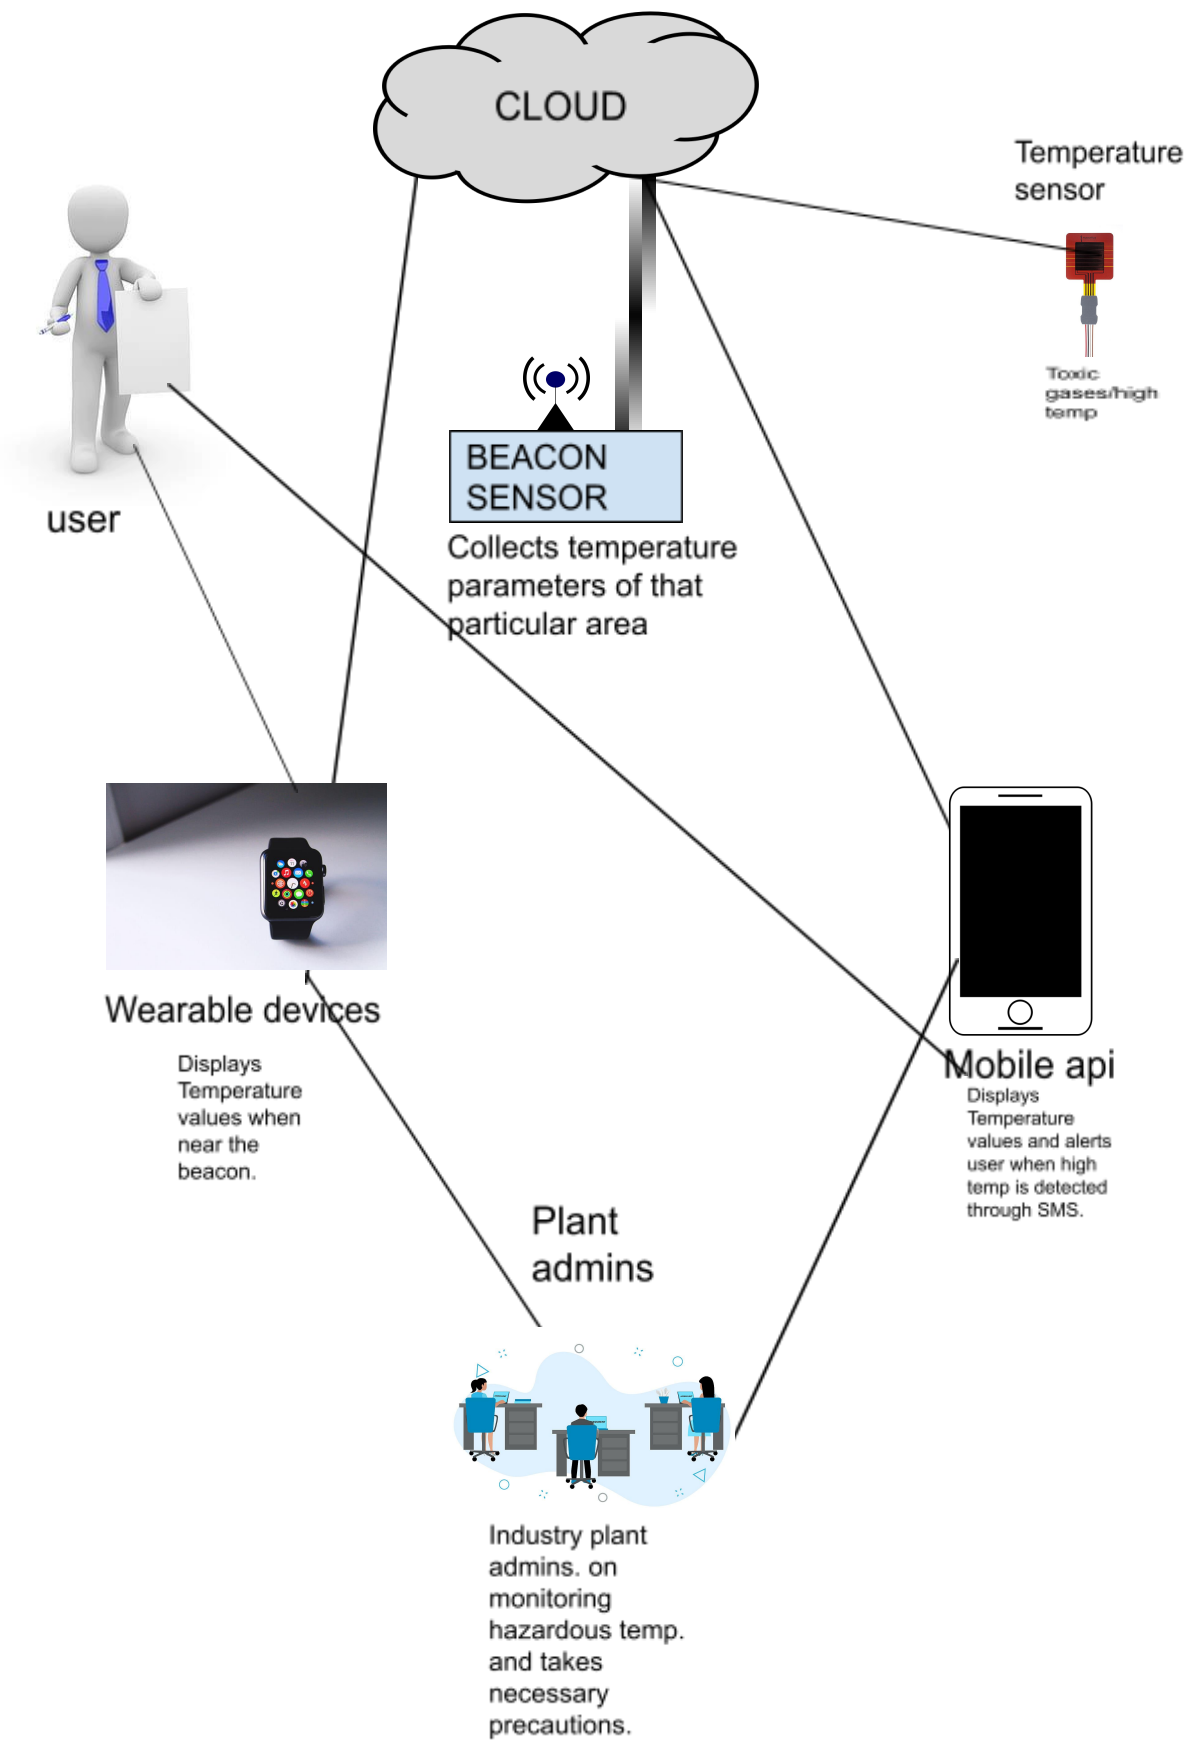 CLOUD
Temperature
sensor
Toxic
gases/high
temp
user
BEACON
SENSOR
Collects temperature
parameters of that
particular area
Wearable devices
Displays
Temperature
values when
near the
beacon.
Mobile api
Displays
Temperature
values and alerts
user when high
temp is detected
through SMS.
Plant
admins
Industry plant
admins. on
monitoring
hazardous temp.
and takes
necessary
precautions.